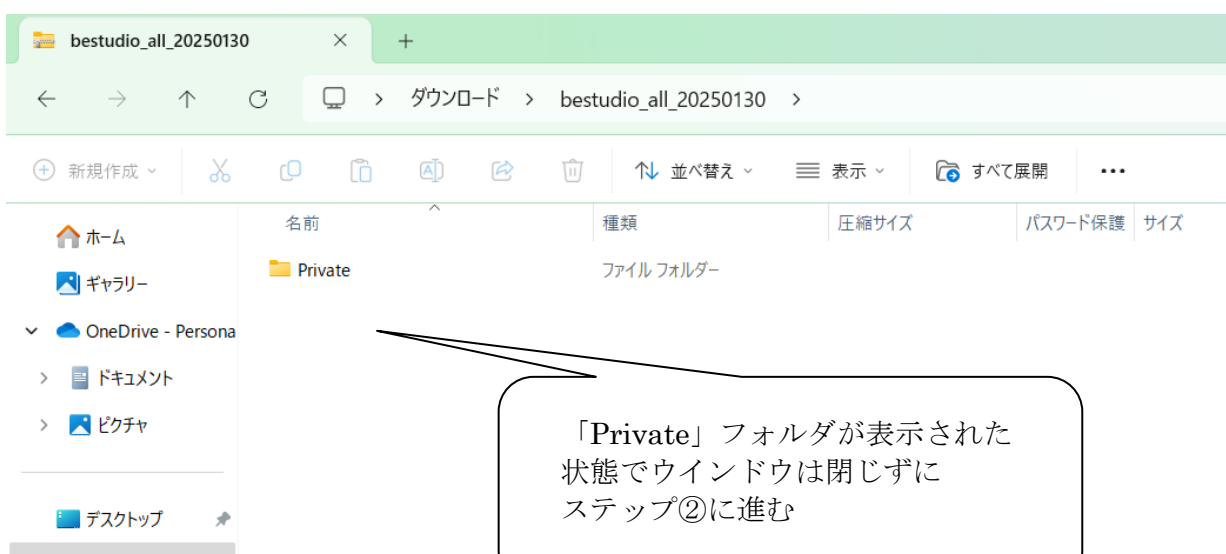 bestudio_all_20250130
ダウンロード > bestudio_all_20250130 >
新規作成 並べ替え 表示 すべて展開 •••
名前 種類 圧縮サイズ パスワード保護 サイズ
ホーム
Private ファイル フォルダー
ギャラリー
OneDrive - Persona
ドキュメント
ピクチャ
デスクトップ
「Private」フォルダが表示された
状態でウインドウは閉じずに
ステップ②に進む